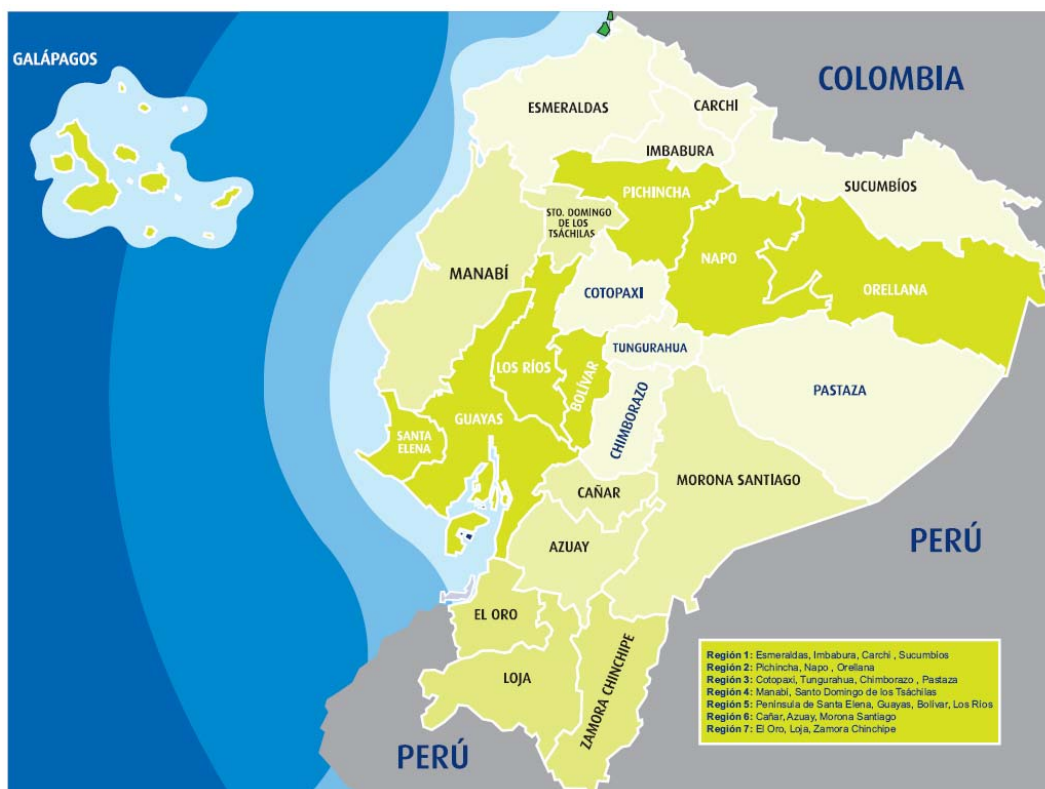 GALÁPAGOS
COLOMBIA
ESMERALDAS
CARCHÍ
IMBABURA
SUCUMBÍOS
PICHINCHA
STO. DOMINGO
DE LOS
TSÁCHILAS
NAPO
MANABÍ
COTOPAXI
ORELLANA
TUNGURAHUA
LOS RÍOS
BOLÍVAR
CHIMBORAZO
PASTAZA
GUAYAS
SANTA
ELENA
MORONA SANTIAGO
CAÑAR
AZUAY
PERÚ
EL ORO
LOJA
ZAMORA CHINCHIPE
PERÚ
Región 1: Esmeraldas, Imbabura, Carchi , Sucumbíos
Región 2: Pichincha, Napo , Orellana
Región 3: Cotopaxi, Tungurahua, Chimborazo , Pastaza
Región 4: Manabí, Santo Domingo de los Tsáchilas
Región 5: Península de Santa Elena, Guayas, Bolívar, Los Ríos
Región 6: Cañar, Azuay, Morona Santiago
Región 7: El Oro, Loja, Zamora Chinchipe